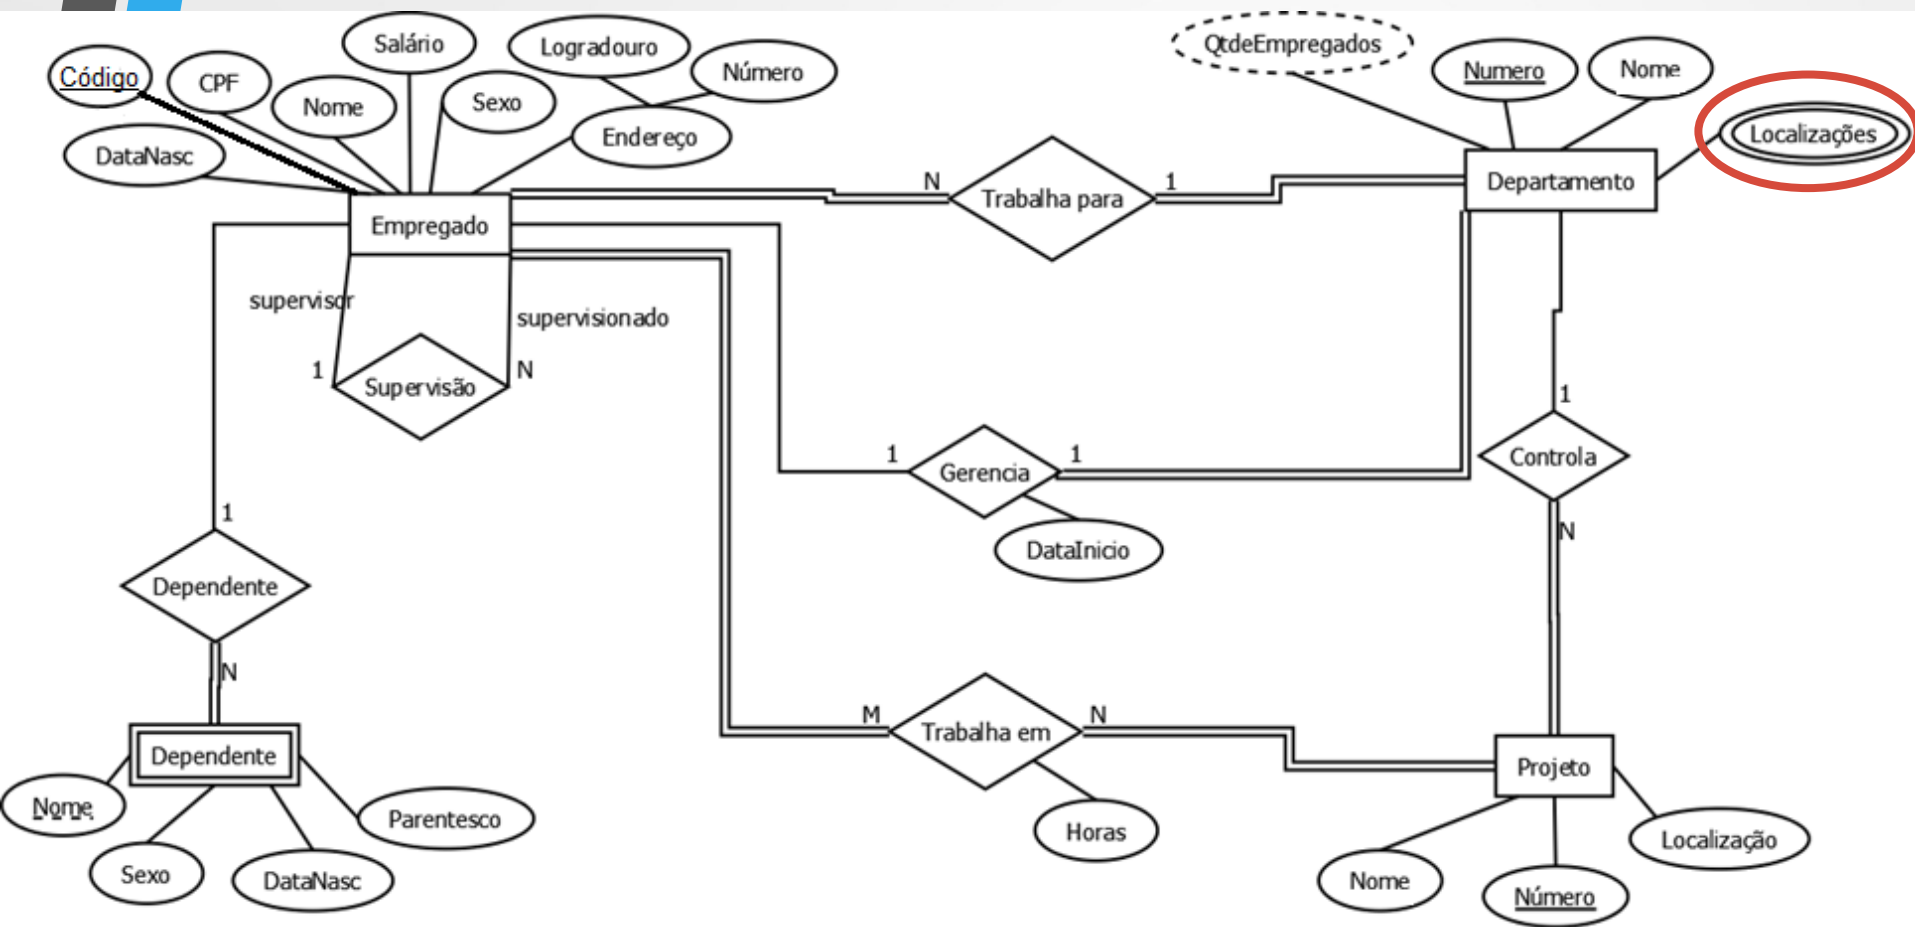 Salário
QtdeEmpregados
Logradouro
Código
CPF
Número
Numero
Nome
Nome
Sexo
Endereço
Localizações
DataNasc
N
Trabalha para
1
Departamento
Empregado
supervisor
supervisionado
1
Supervisão
N
1
1
Gerencia
1
Controla
1
N
DataInicio
Dependente
N
M
Trabalha em
N
Dependente
Projeto
Nome
Parentesco
Horas
Localização
Sexo
DataNasc
Nome
Número